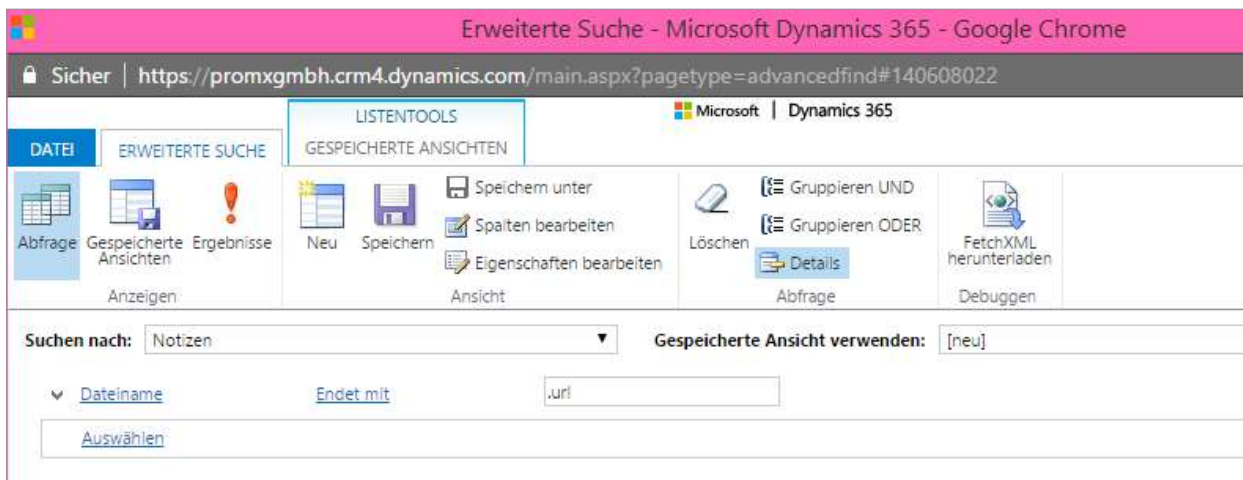 Erweiterte Suche - Microsoft Dynamics 365 - Google Chrome
Sicher | https://promxgmbh.crm4.dynamics.com/main.aspx?pagetype=advancedfind#140608022
LISTENTOOLS
Microsoft | Dynamics 365
DATEI ERWEITERTE SUCHE GESPEICHERTE ANSICHTEN
Abfrage
Gespeicherte Ansichten
Ergebnisse
Anzeigen
Neu
Speichern
Speichern unter
Spalten bearbeiten
Eigenschaften bearbeiten
Ansicht
Löschen
Gruppieren UND
Gruppieren ODER
Details
Abfrage
FetchXML
herunterladen
Debuggen
Suchen nach: Notizen Gespeicherte Ansicht verwenden: [neu]
Dateiname Endet mit .url
Auswählen